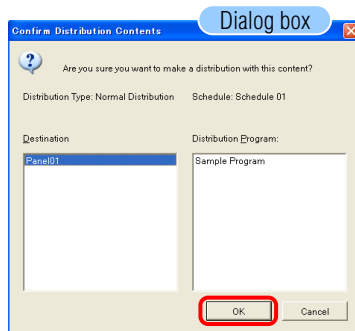 Dialog box
Confirm Distribution Contents
Are you sure you want to make a distribution with this content?
Distribution Type: Normal Distribution Schedule: Schedule 01
Destination Distribution Program:
Panel01 Sample Program
OK Cancel